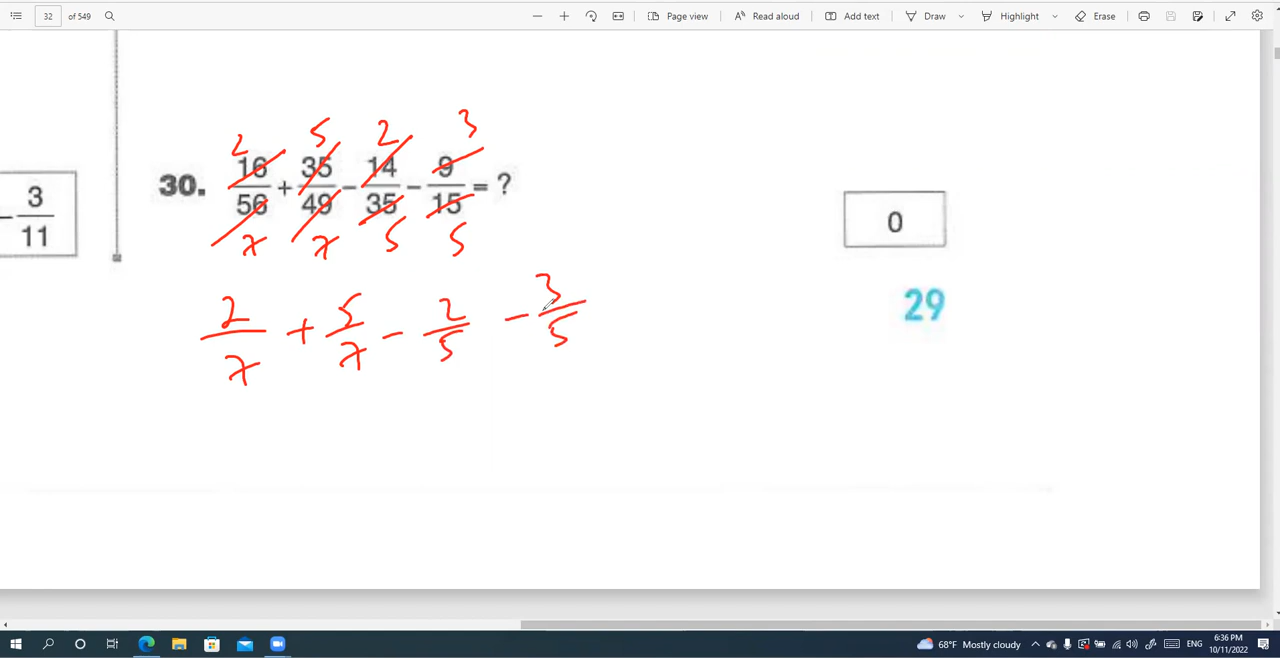 32 of 549 Page view Read aloud Add text Draw Highlight Erase
2 5 2 3
30. 16/56 + 35/49 - 14/35 - 9/15 = ?
7 7 5 5
- 3/11
0
2/7 + 5/7 - 2/5 - 3/5
29
68°F Mostly cloudy ENG 6:36 PM
10/11/2022